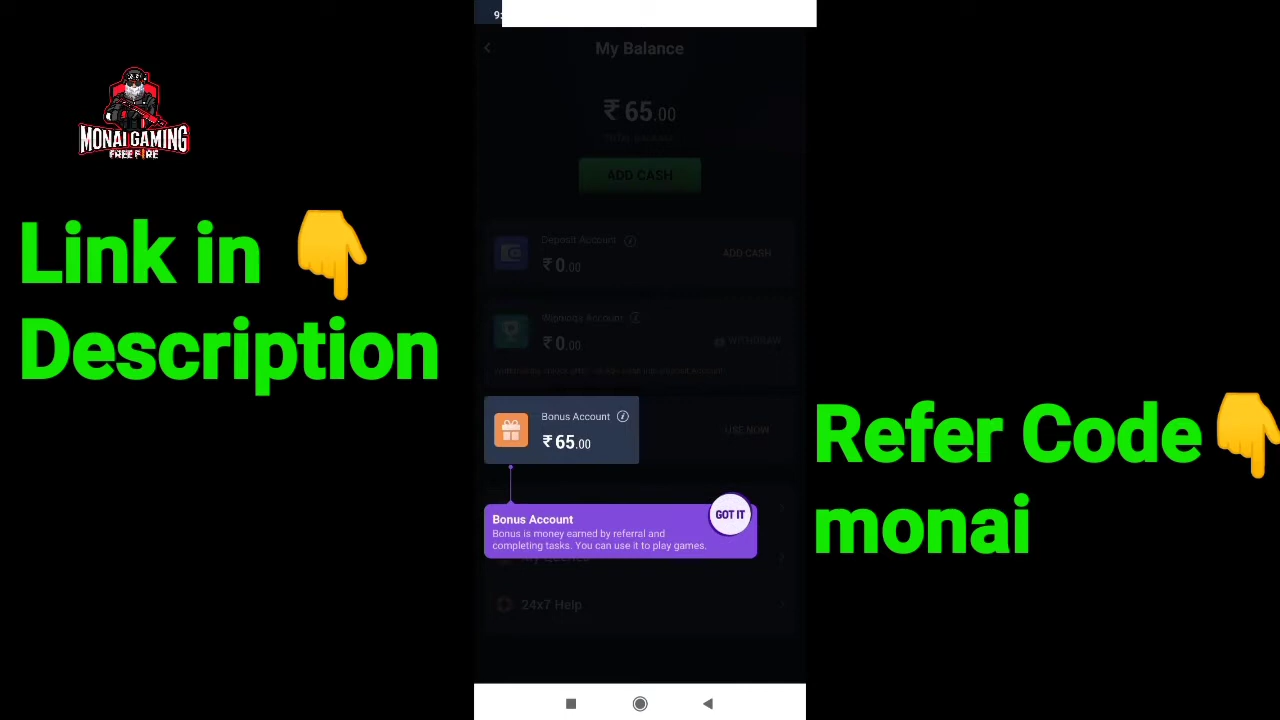 9:
My Balance
₹65.00
ADD CASH
MONAI GAMING
FREE FIRE
Link in 👇
Description
Deposit Account
₹0.00
ADD CASH
Winnings Account
₹0.00
WITHDRAW
Bonus Account
₹65.00
USE NOW
Bonus Account
Bonus is money earned by referral and
completing tasks. You can use it to play games.
GOT IT
24x7 Help
Refer Code👇
monai